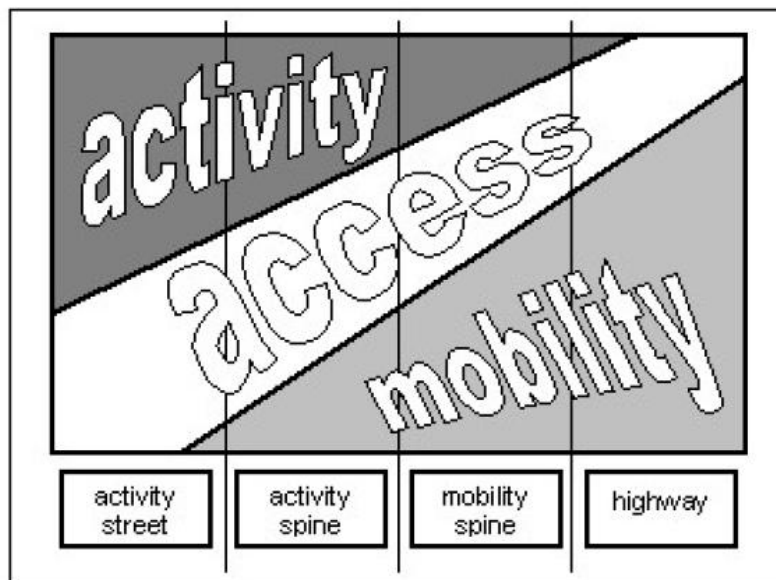 activity
access
mobility
activity
street
activity
spine
mobility
spine
highway